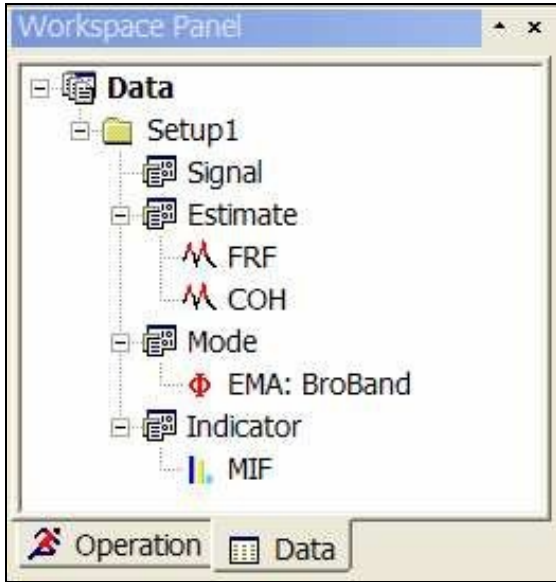 Workspace Panel
Data
Setup1
Signal
Estimate
FRF
COH
Mode
Φ EMA: BroBand
Indicator
MIF
Operation Data